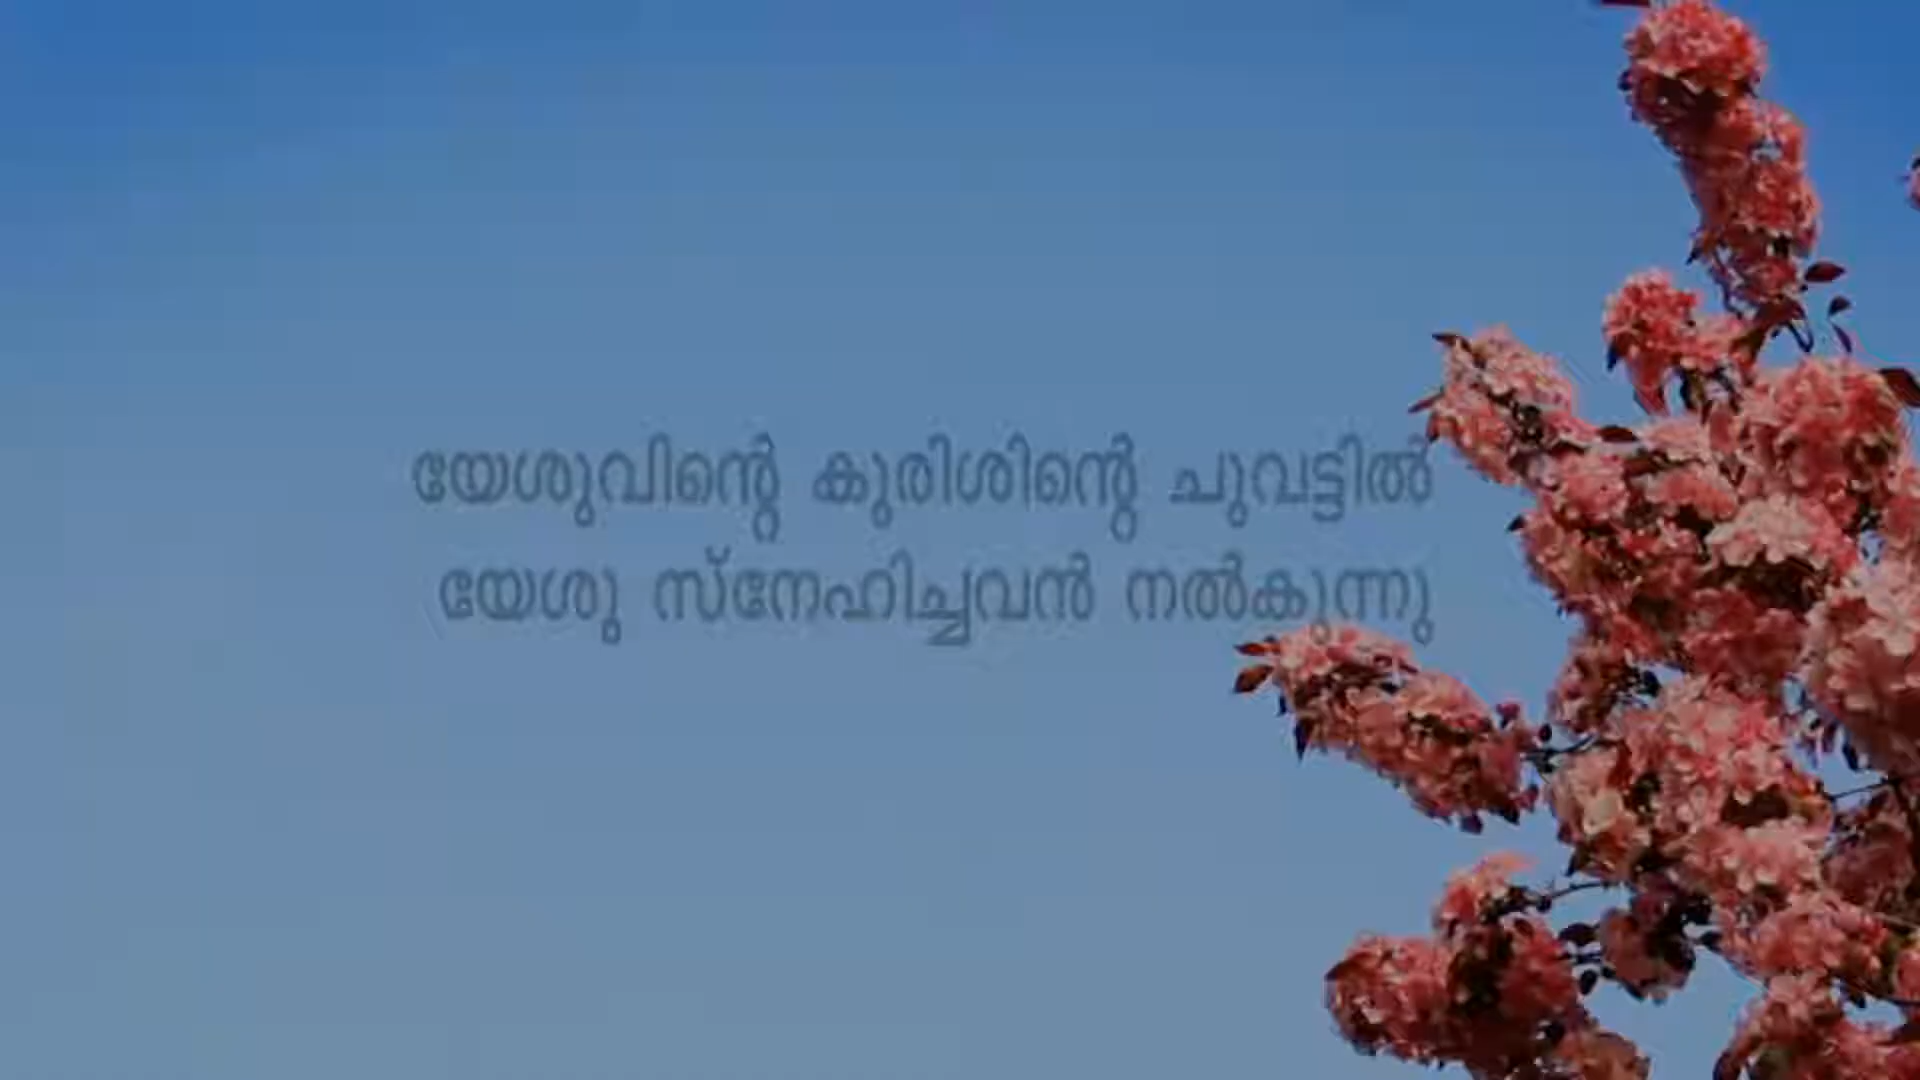 യേശുവിന്റെ കുരിശിന്റെ ചുവട്ടിൽ
യേശു സ്നേഹിച്ചവൻ നൽകുന്നു